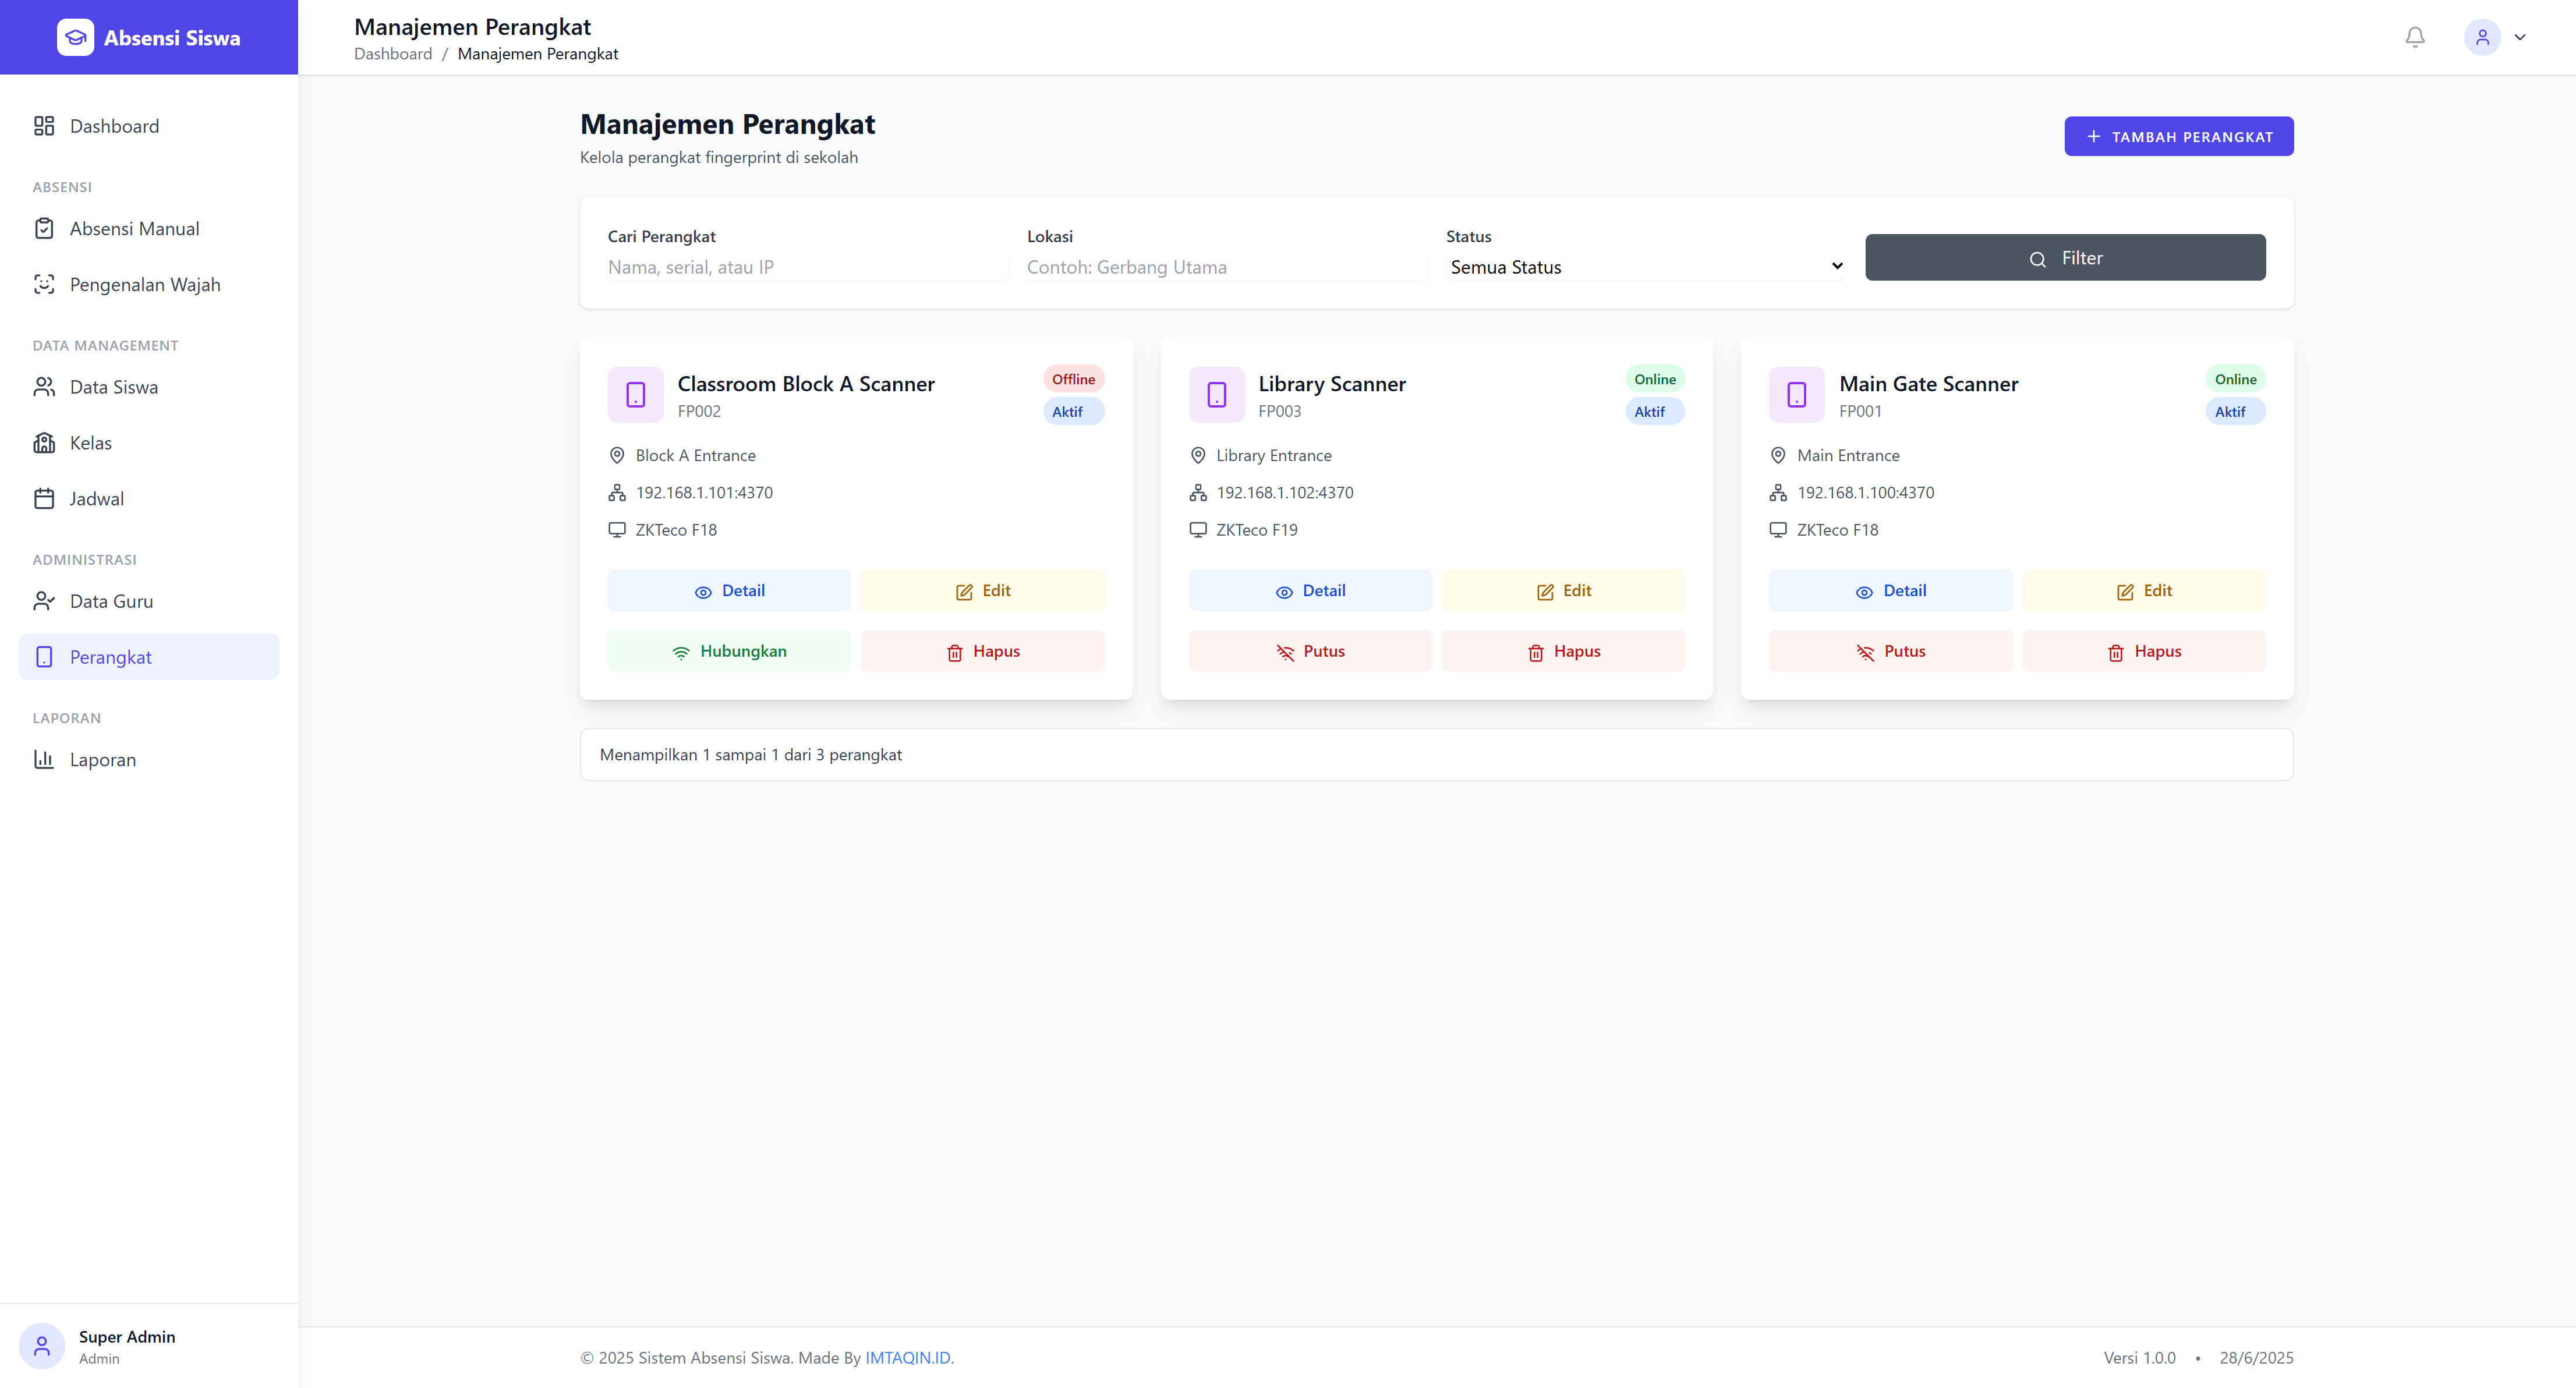 Absensi Siswa
Manajemen Perangkat
Dashboard / Manajemen Perangkat
Dashboard
ABSENSI
Absensi Manual
Pengenalan Wajah
DATA MANAGEMENT
Data Siswa
Kelas
Jadwal
ADMINISTRASI
Data Guru
Perangkat
LAPORAN
Laporan
Super Admin
Admin
Manajemen Perangkat
Kelola perangkat fingerprint di sekolah
TAMBAH PERANGKAT
Cari Perangkat
Nama, serial, atau IP
Lokasi
Contoh: Gerbang Utama
Status
Semua Status
Filter
Classroom Block A Scanner
FP002
Offline
Aktif
Block A Entrance
192.168.1.101:4370
ZKTeco F18
Detail
Edit
Hubungkan
Hapus
Library Scanner
FP003
Online
Aktif
Library Entrance
192.168.1.102:4370
ZKTeco F19
Detail
Edit
Putus
Hapus
Main Gate Scanner
FP001
Online
Aktif
Main Entrance
192.168.1.100:4370
ZKTeco F18
Detail
Edit
Putus
Hapus
Menampilkan 1 sampai 1 dari 3 perangkat
© 2025 Sistem Absensi Siswa. Made By IMTAQIN.ID.
Versi 1.0.0 • 28/6/2025